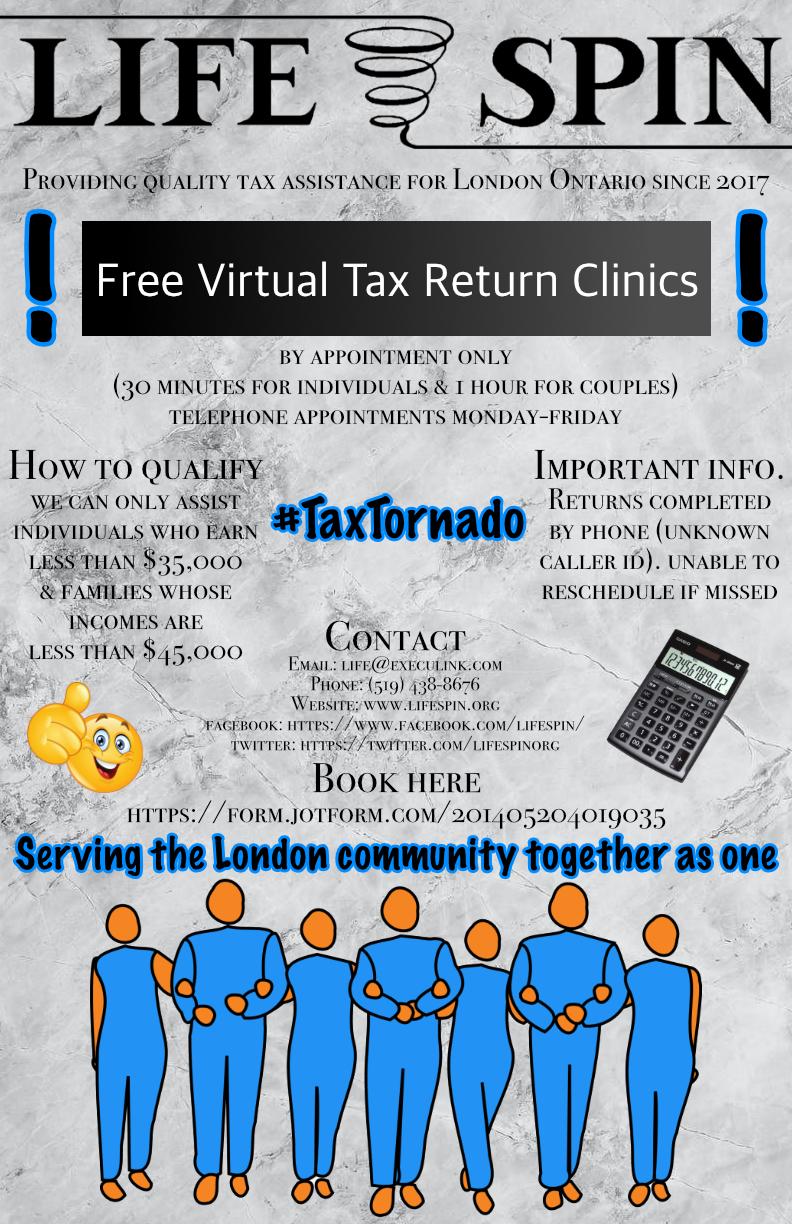 LIFE SPIN
Providing quality tax assistance for London Ontario since 2017
! Free Virtual Tax Return Clinics !
by appointment only
(30 minutes for individuals & 1 hour for couples)
telephone appointments monday-friday
How to qualify
we can only assist
individuals who earn
less than $35,000
& families whose
incomes are
less than $45,000
#TaxTornado
Important info.
Returns completed
by phone (unknown
caller id). unable to
reschedule if missed
Contact
Email: life@execulink.com
Phone: (519) 438-8676
Website: www.lifespin.org
facebook: https://www.facebook.com/lifespin/
twitter: https://twitter.com/lifespinorg
CASIO
123456789012
Book here
https://form.jotform.com/201405204019035
Serving the London community together as one